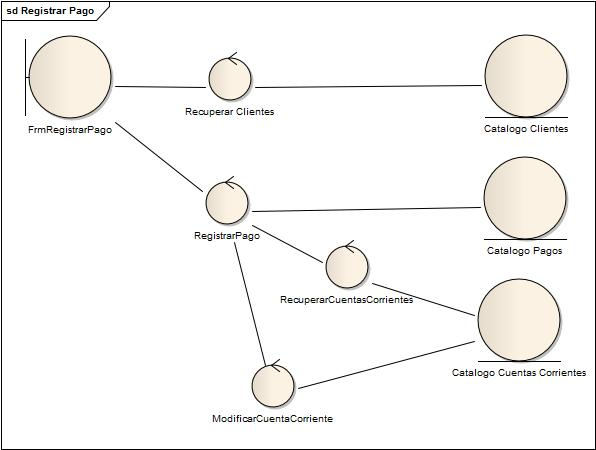 sd Registrar Pago
FrmRegistrarPago
Recuperar Clientes
Catalogo Clientes
RegistrarPago
Catalogo Pagos
RecuperarCuentasCorrientes
Catalogo Cuentas Corrientes
ModificarCuentaCorriente